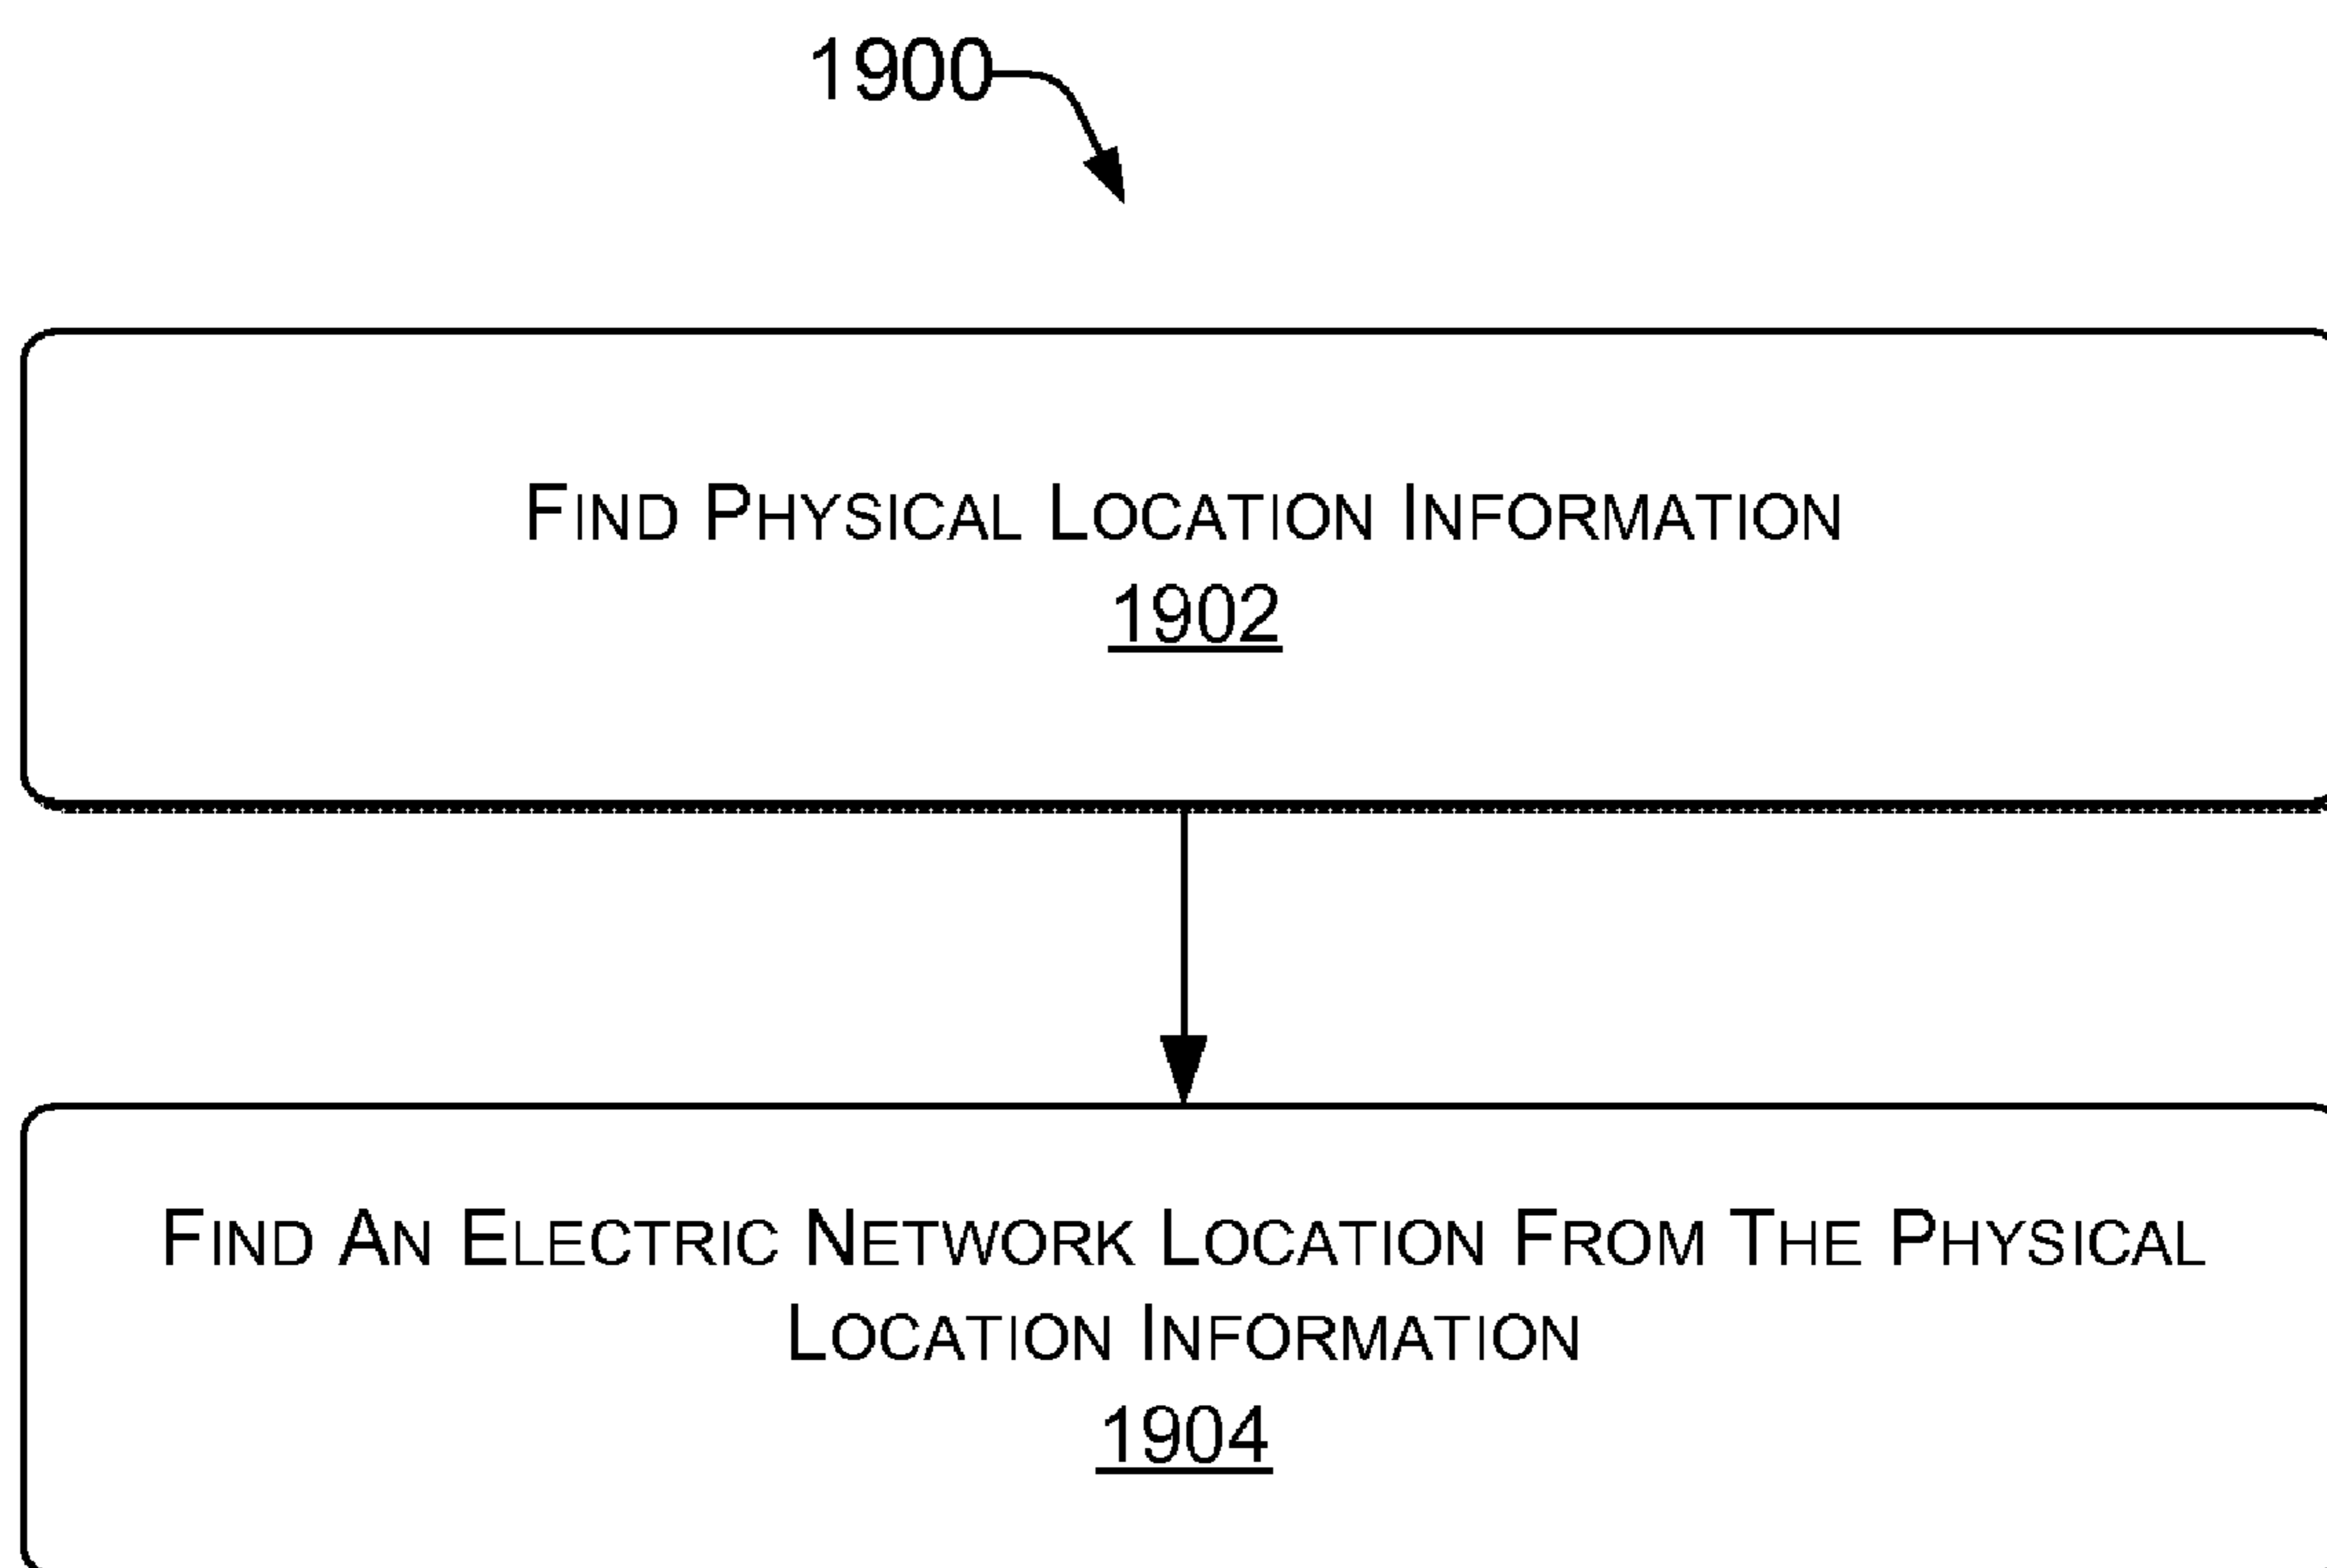 1900
FIND PHYSICAL LOCATION INFORMATION
1902
FIND AN ELECTRIC NETWORK LOCATION FROM THE PHYSICAL
LOCATION INFORMATION
1904